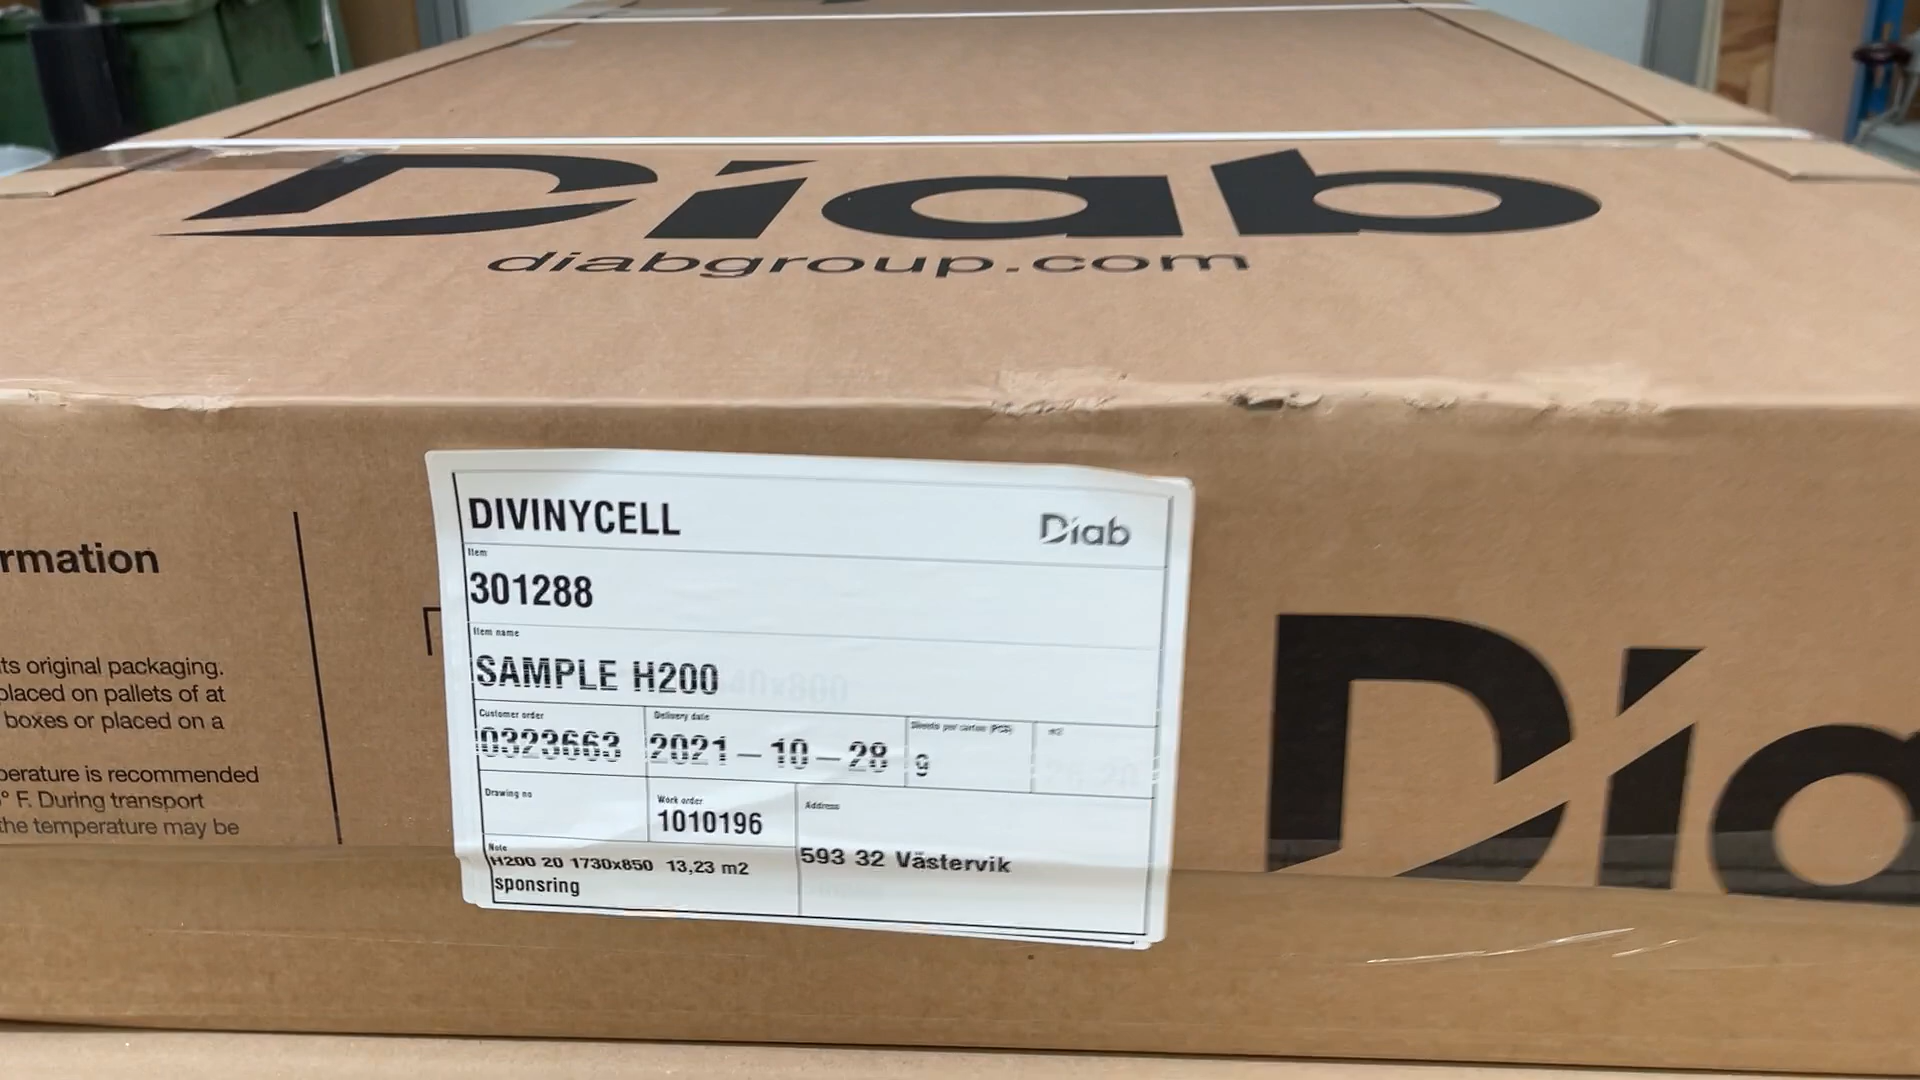 Diab
diabgroup.com
DIVINYCELL
Diab
Item
301288
Item name
SAMPLE H200
Customer order
Delivery date
Sheets per carton (PCS)
m2
0323663
2021-10-28
9
Drawing no
Work order
1010196
Address
593 32 Västervik
Note
H200 20 1730x850 13,23 m2
sponsring
rmation
ts original packaging.
placed on pallets of at
boxes or placed on a
perature is recommended
° F. During transport
the temperature may be
Dia